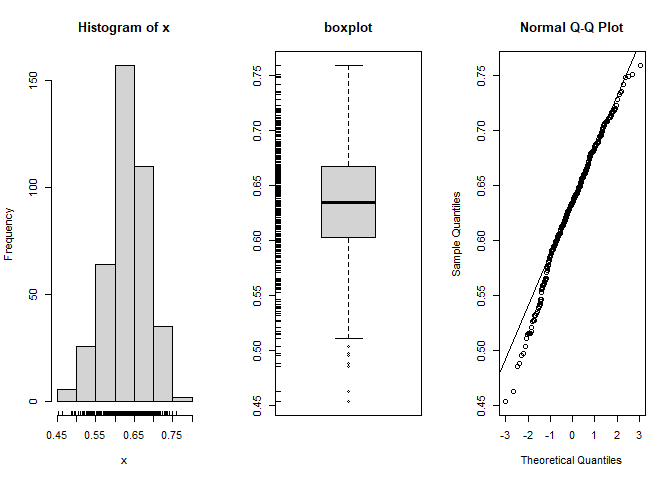 Histogram of x
Frequency
150
100
50
0
0.45 0.55 0.65 0.75
x
boxplot
0.75
0.70
0.65
0.60
0.55
0.50
0.45
Normal Q-Q Plot
Sample Quantiles
0.75
0.70
0.65
0.60
0.55
0.50
0.45
-3 -2 -1 0 1 2 3
Theoretical Quantiles